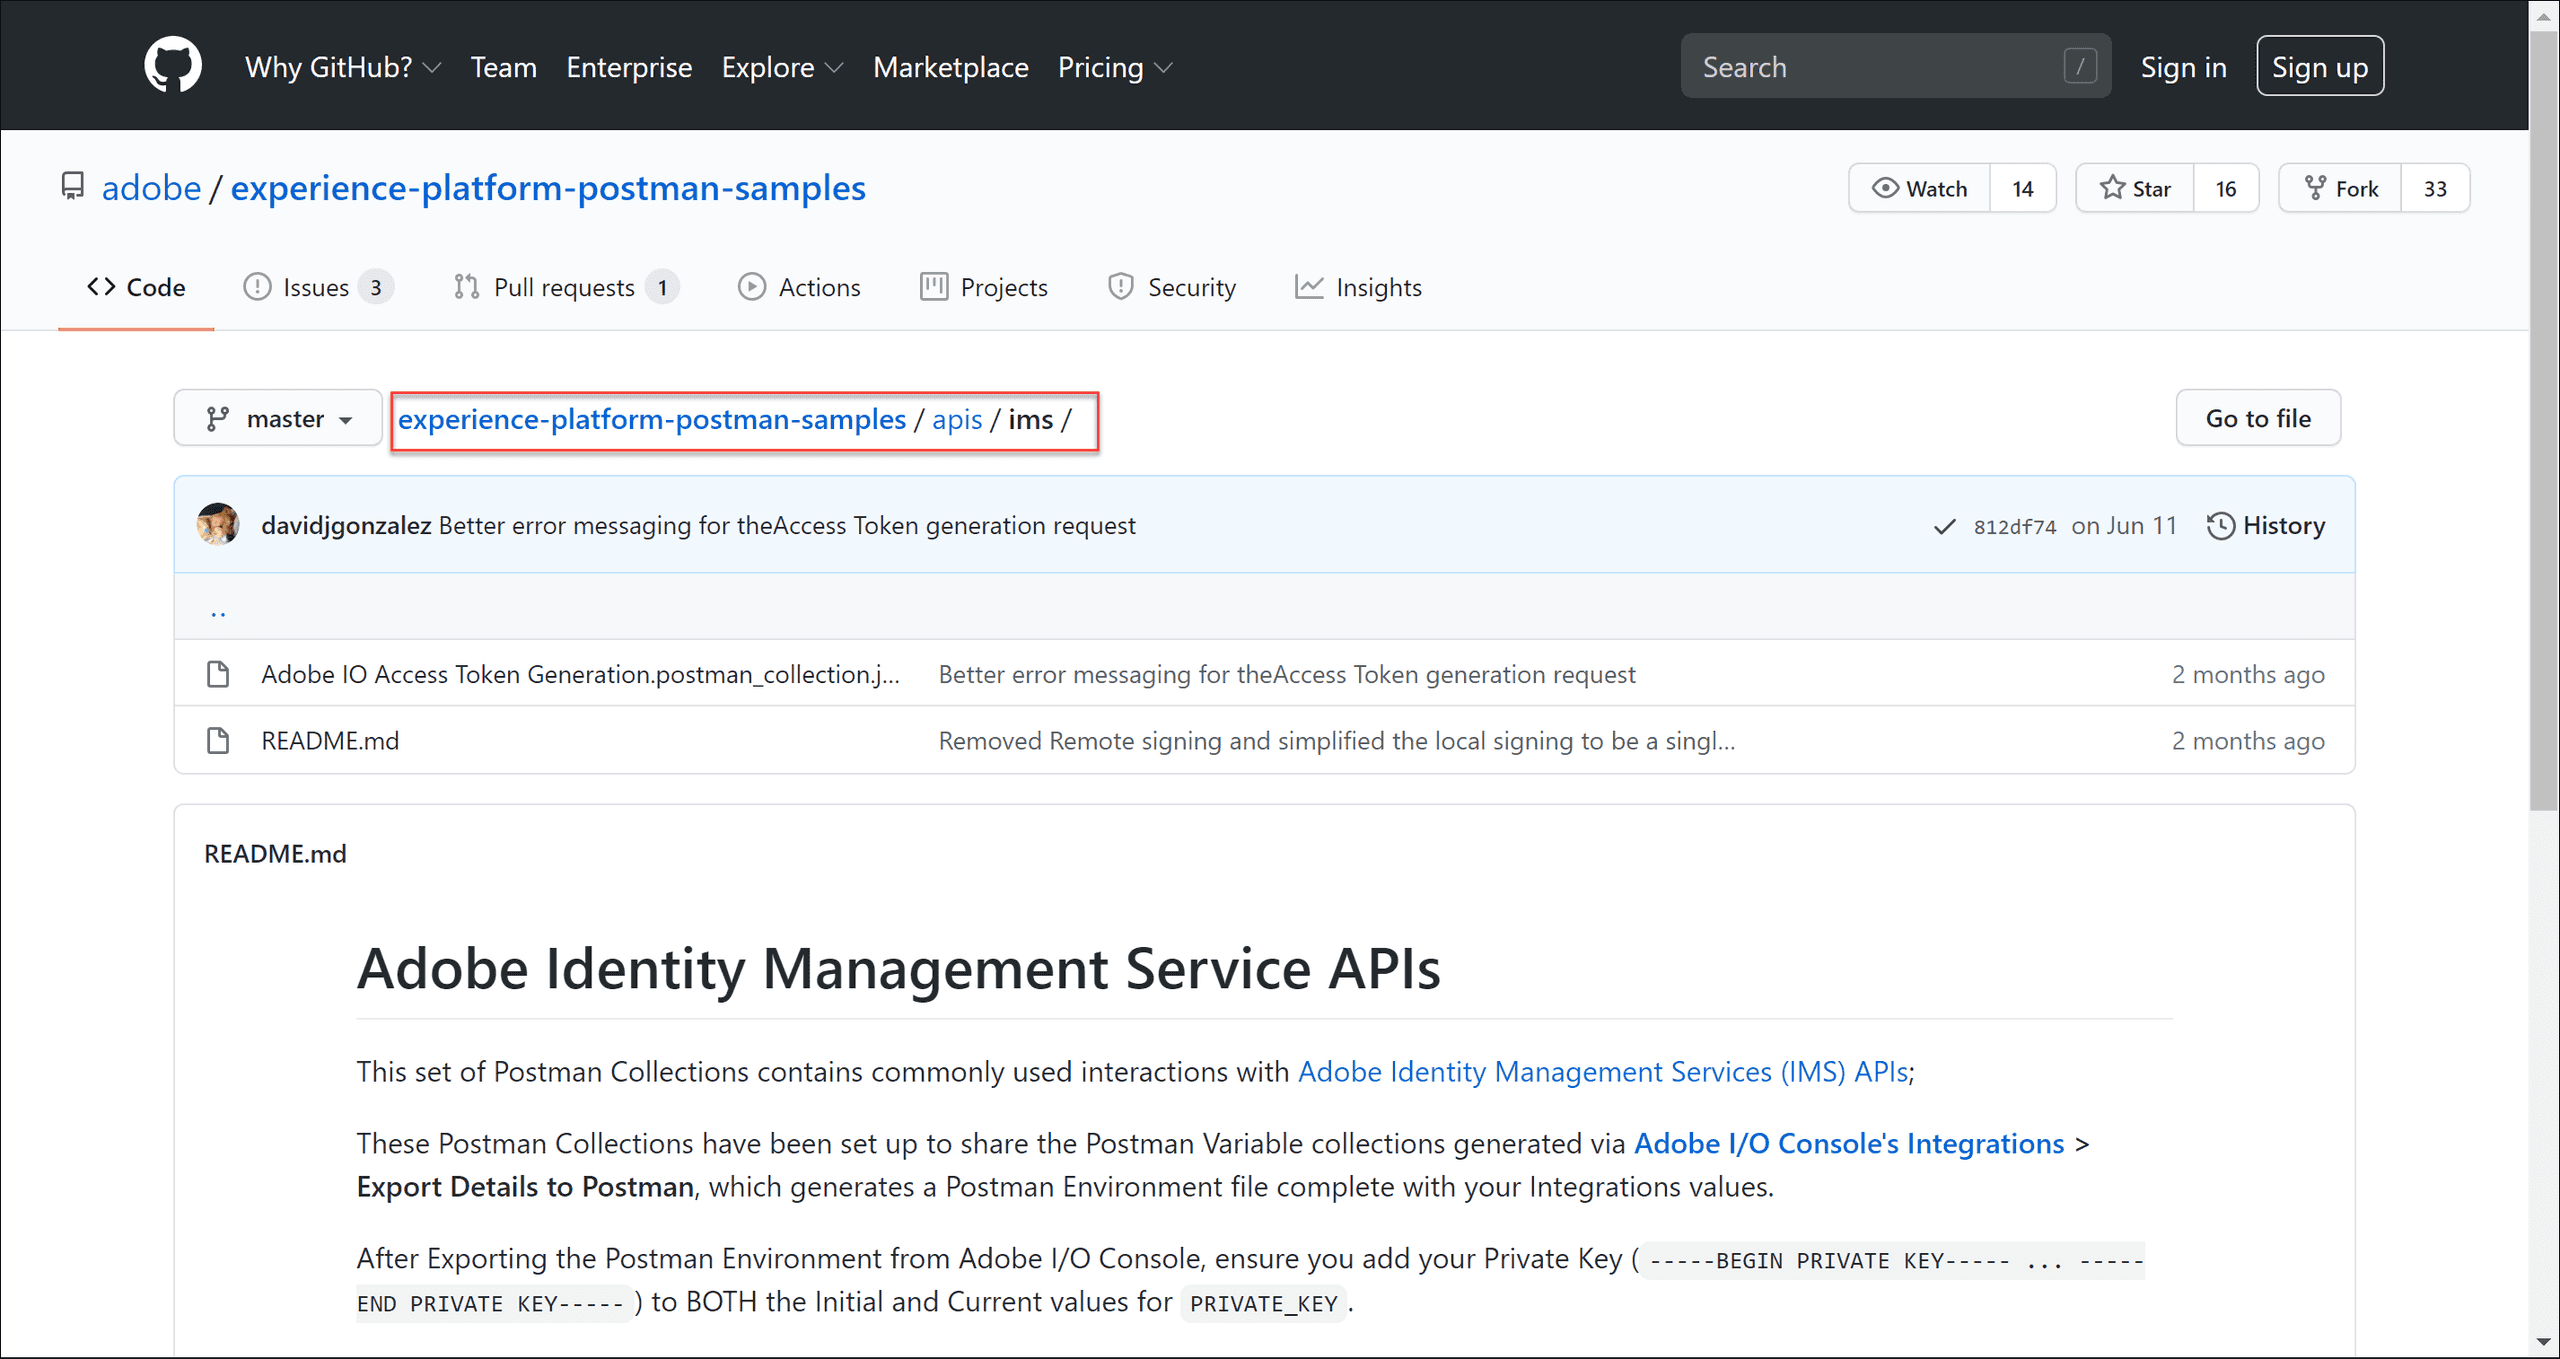 Why GitHub? Team Enterprise Explore Marketplace Pricing Search / Sign in Sign up
adobe / experience-platform-postman-samples Watch 14 Star 16 Fork 33
Code Issues 3 Pull requests 1 Actions Projects Security Insights
master experience-platform-postman-samples / apis / ims / Go to file
davidjgonzalez Better error messaging for theAccess Token generation request 812df74 on Jun 11 History
..
Adobe IO Access Token Generation.postman_collection.j... Better error messaging for theAccess Token generation request 2 months ago
README.md Removed Remote signing and simplified the local signing to be a singl... 2 months ago
README.md
Adobe Identity Management Service APIs
This set of Postman Collections contains commonly used interactions with Adobe Identity Management Services (IMS) APIs;
These Postman Collections have been set up to share the Postman Variable collections generated via Adobe I/O Console's Integrations >
Export Details to Postman, which generates a Postman Environment file complete with your Integrations values.
After Exporting the Postman Environment from Adobe I/O Console, ensure you add your Private Key ( -----BEGIN PRIVATE KEY----- ... -----
END PRIVATE KEY----- ) to BOTH the Initial and Current values for PRIVATE_KEY .